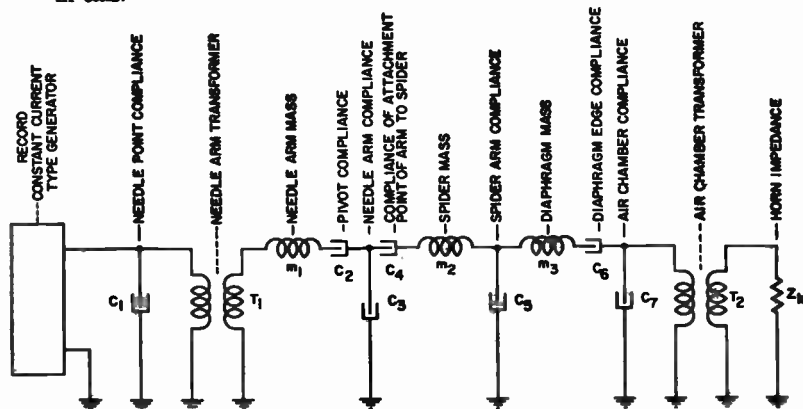 RECORD
CONSTANT CURRENT
TYPE GENERATOR
NEEDLE POINT COMPLIANCE
NEEDLE ARM TRANSFORMER
NEEDLE ARM MASS
PIVOT COMPLIANCE
NEEDLE ARM COMPLIANCE
COMPLIANCE OF ATTACHMENT
POINT OF ARM TO SPIDER
SPIDER MASS
SPIDER ARM COMPLIANCE
DIAPHRAGM MASS
DIAPHRAGM EDGE COMPLIANCE
AIR CHAMBER COMPLIANCE
AIR CHAMBER TRANSFORMER
HORN IMPEDANCE
C1
T1
m1
C2
C3
C4
m2
C5
m3
C6
C7
T2